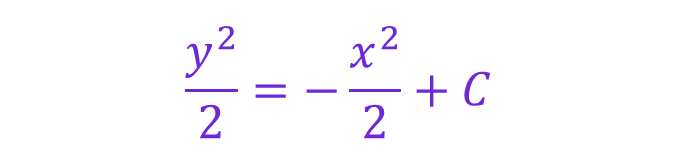 y²/2 = − x²/2 + C